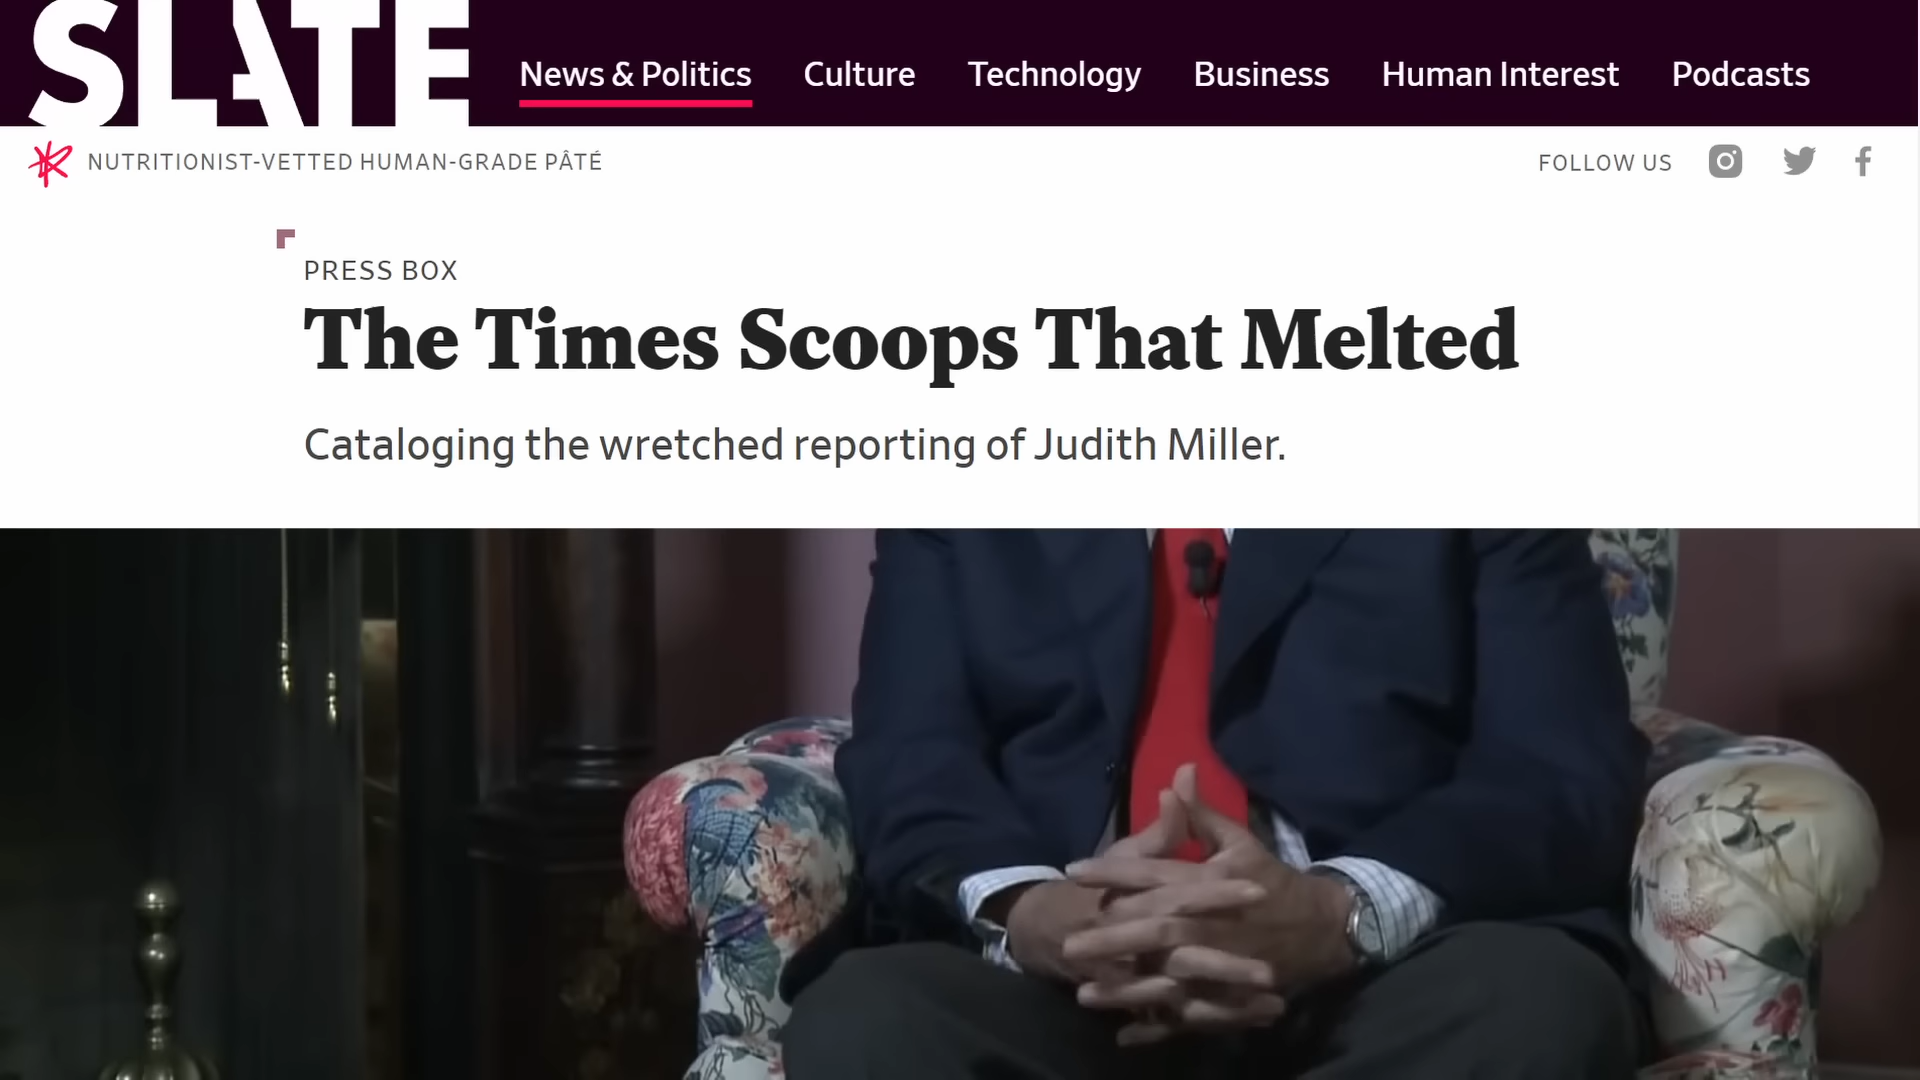 SLATE
News & Politics Culture Technology Business Human Interest Podcasts
NUTRITIONIST-VETTED HUMAN-GRADE PÂTÉ
FOLLOW US
PRESS BOX
The Times Scoops That Melted
Cataloging the wretched reporting of Judith Miller.